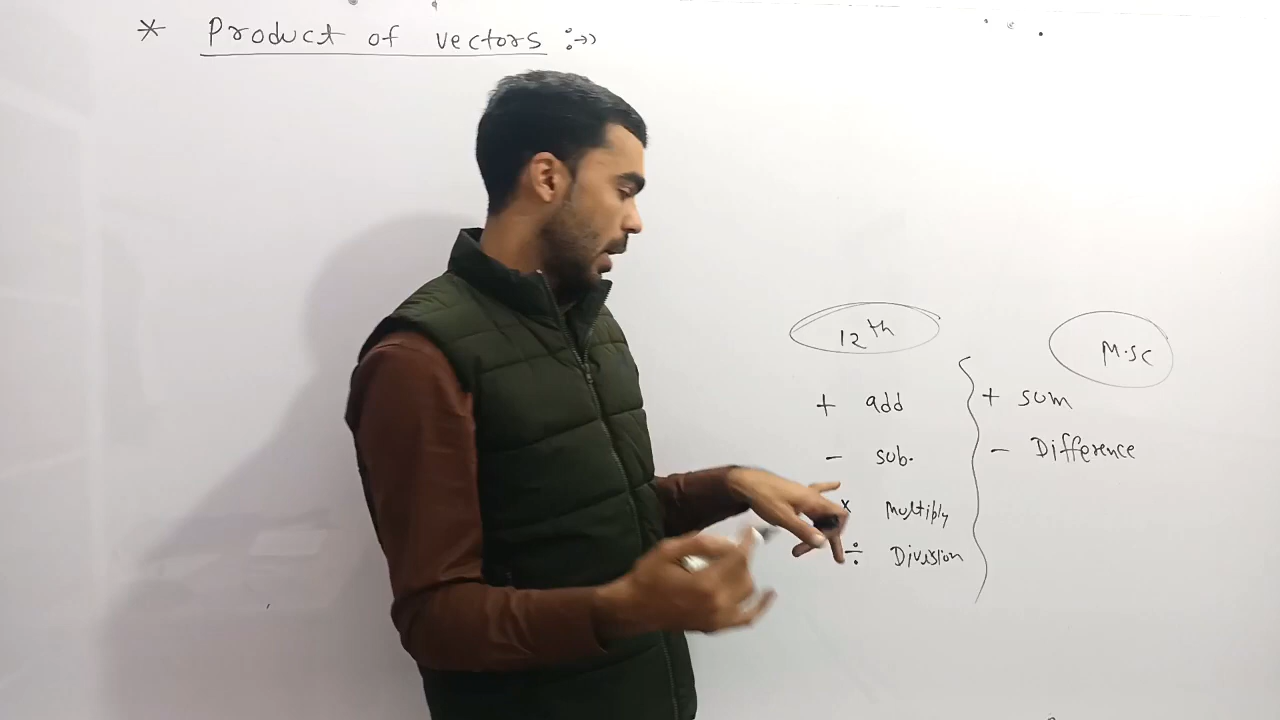 * Product of vectors :→>
12th
M.SC
+ add
- sub.
x Multiply
÷ Division
+ sum
- Difference